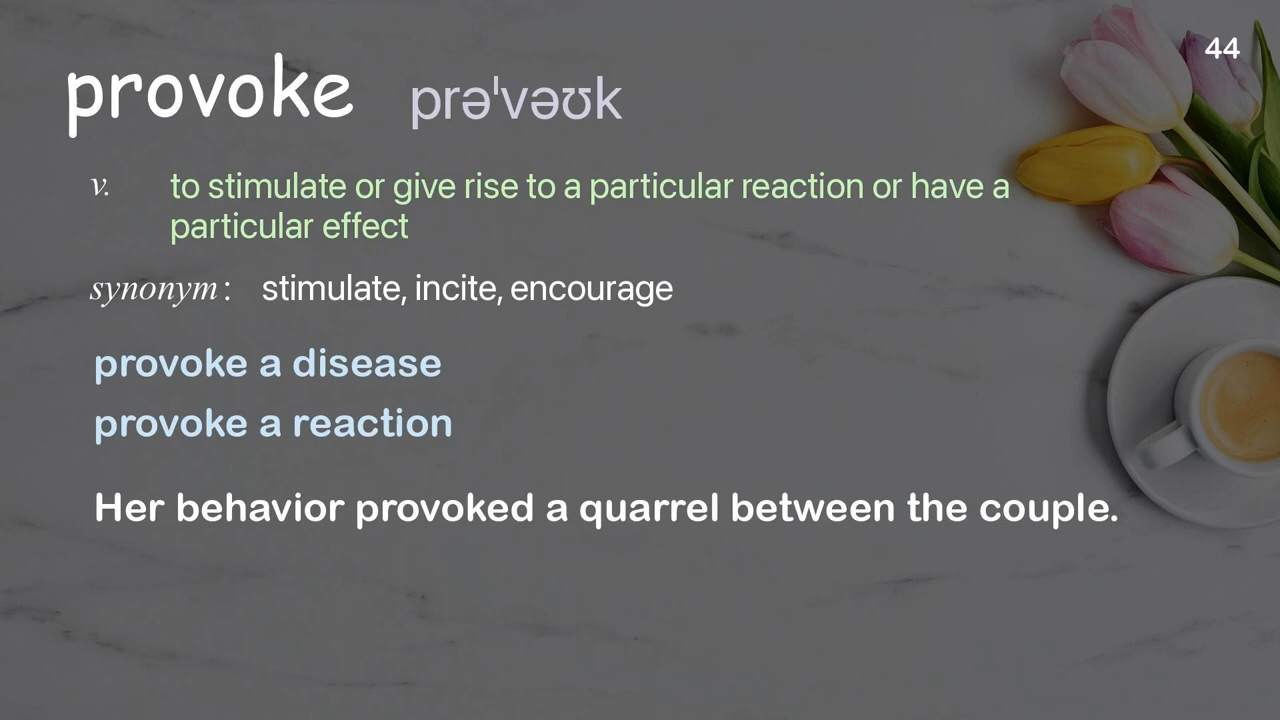 44
provoke prəˈvəʊk
v. to stimulate or give rise to a particular reaction or have a
particular effect
synonym : stimulate, incite, encourage
provoke a disease
provoke a reaction
Her behavior provoked a quarrel between the couple.